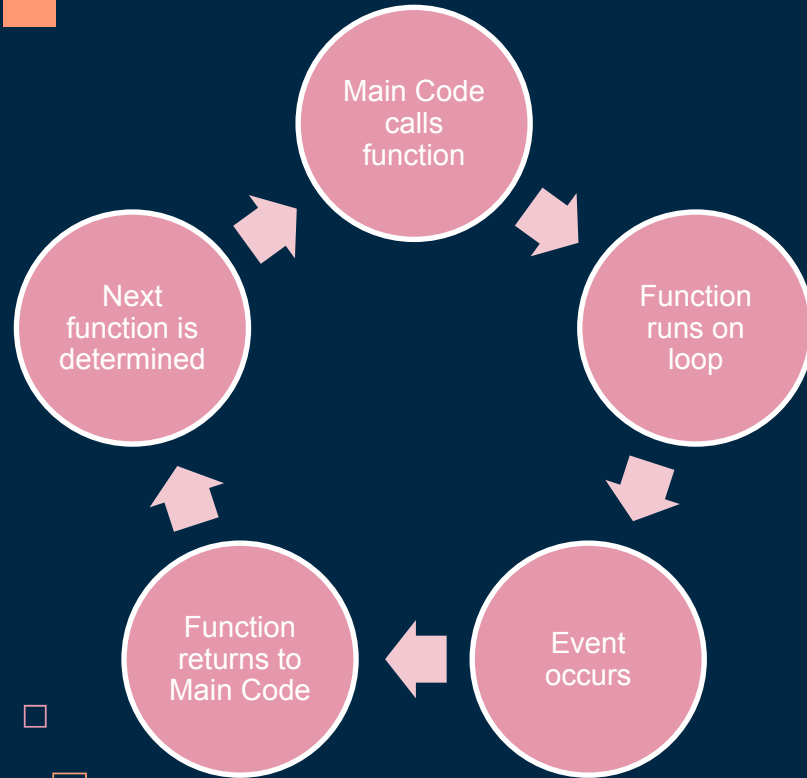 Main Code
calls
function
Function
runs on
loop
Event
occurs
Function
returns to
Main Code
Next
function is
determined